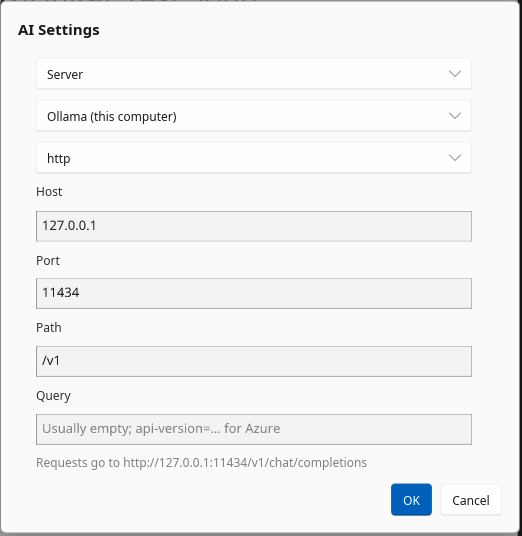 AI Settings
Server
Ollama (this computer)
http
Host
127.0.0.1
Port
11434
Path
/v1
Query
Usually empty; api-version=... for Azure
Requests go to http://127.0.0.1:11434/v1/chat/completions
OK
Cancel